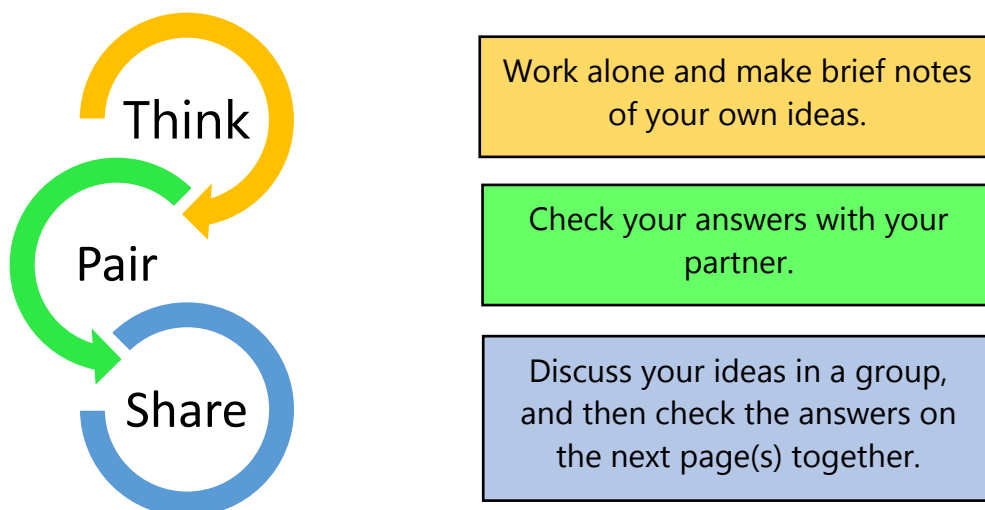 Think
Work alone and make brief notes
of your own ideas.
Pair
Check your answers with your
partner.
Share
Discuss your ideas in a group,
and then check the answers on
the next page(s) together.